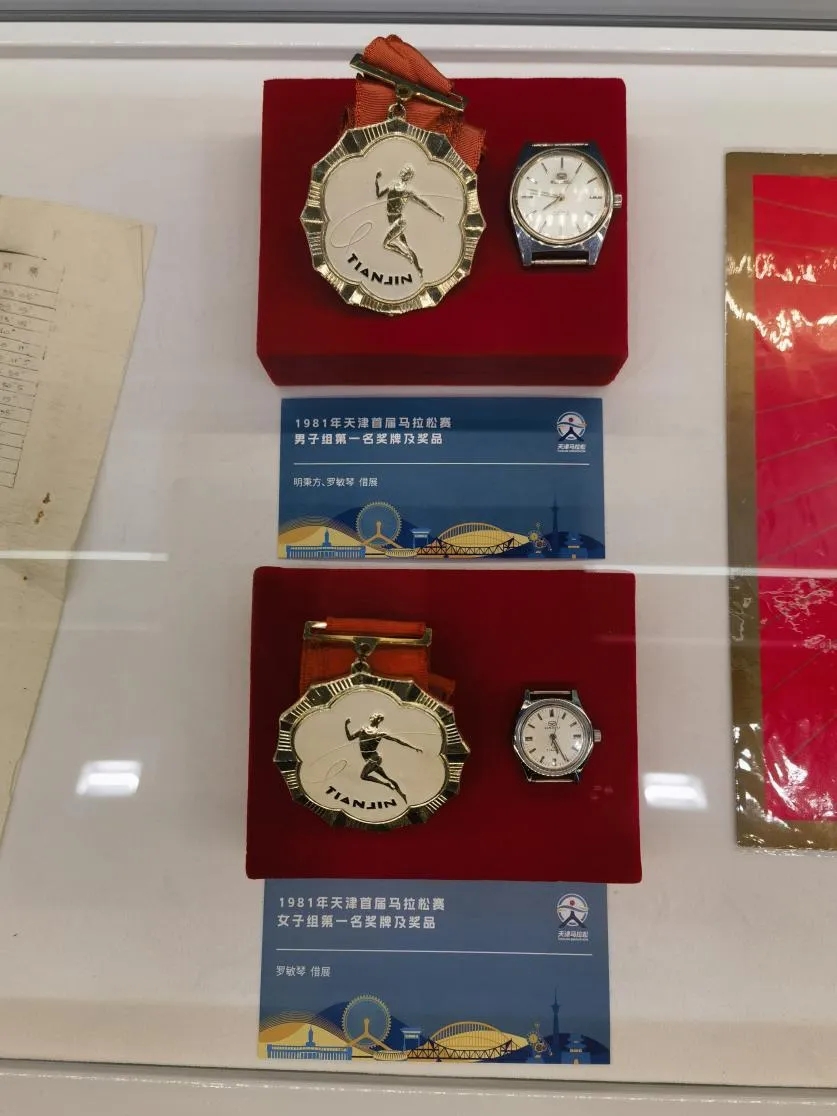 TIANJIN
1981年天津首届马拉松赛
男子组第一名奖牌及奖品
天津马拉松
明秉方、罗敏琴 借展
TIANJIN
1981年天津首届马拉松赛
女子组第一名奖牌及奖品
天津马拉松
TIANJIN MARATHON
罗敏琴 借展